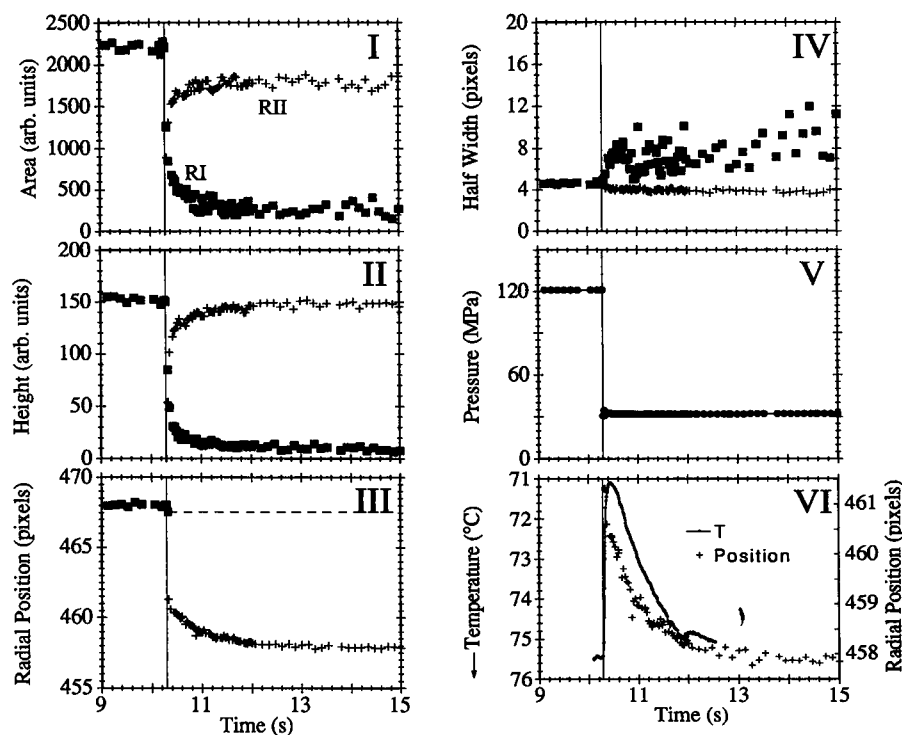 2500
2000
1500
1000
500
0
Area (arb. units)
I
RII
RI
200
150
100
50
0
Height (arb. units)
II
470
465
460
455
Radial Position (pixels)
III
9 11 13 15
Time (s)
20
16
12
8
4
0
Half Width (pixels)
IV
120
90
60
30
0
Pressure (MPa)
V
71
72
73
74
75
76
←Temperature (°C)
VI
T
+ Position
461
460
459
458
Radial Position (pixels)
9 11 13 15
Time (s)